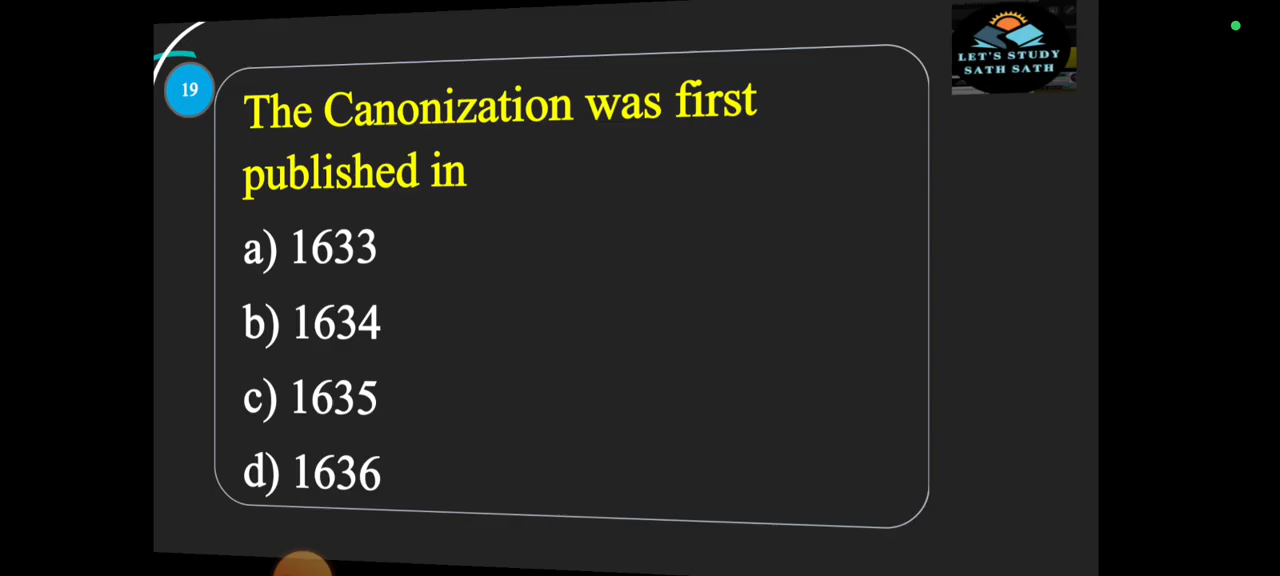 19
LET'S STUDY
SATH SATH
The Canonization was first
published in
a) 1633
b) 1634
c) 1635
d) 1636